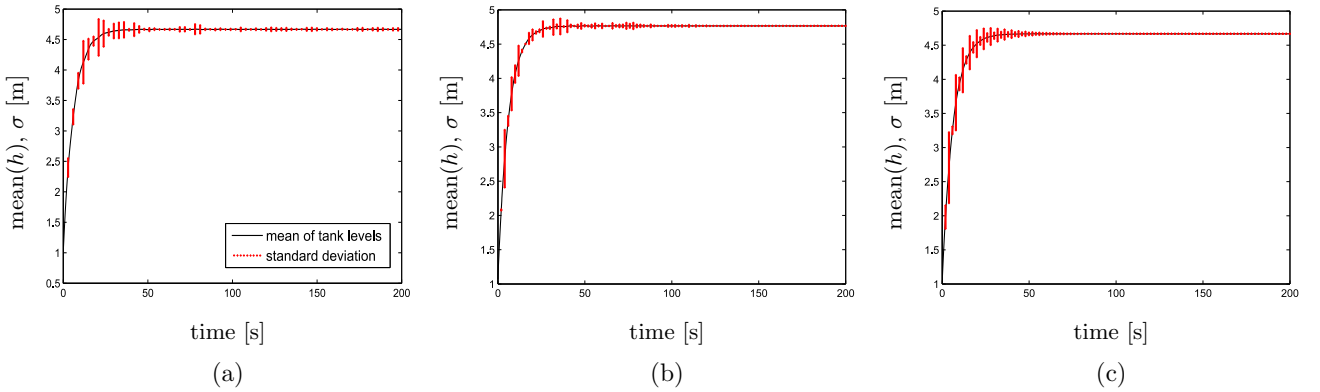 5
4.5
4
3.5
3
2.5
2
1.5
1
0.5
0 50 100 150 200
mean(h), σ [m]
time [s]
mean of tank levels
standard deviation
(a)
5
4.5
4
3.5
3
2.5
2
1.5
1
0 50 100 150 200
mean(h), σ [m]
time [s]
(b)
5
4.5
4
3.5
3
2.5
2
1.5
1
0 50 100 150 200
mean(h), σ [m]
time [s]
(c)